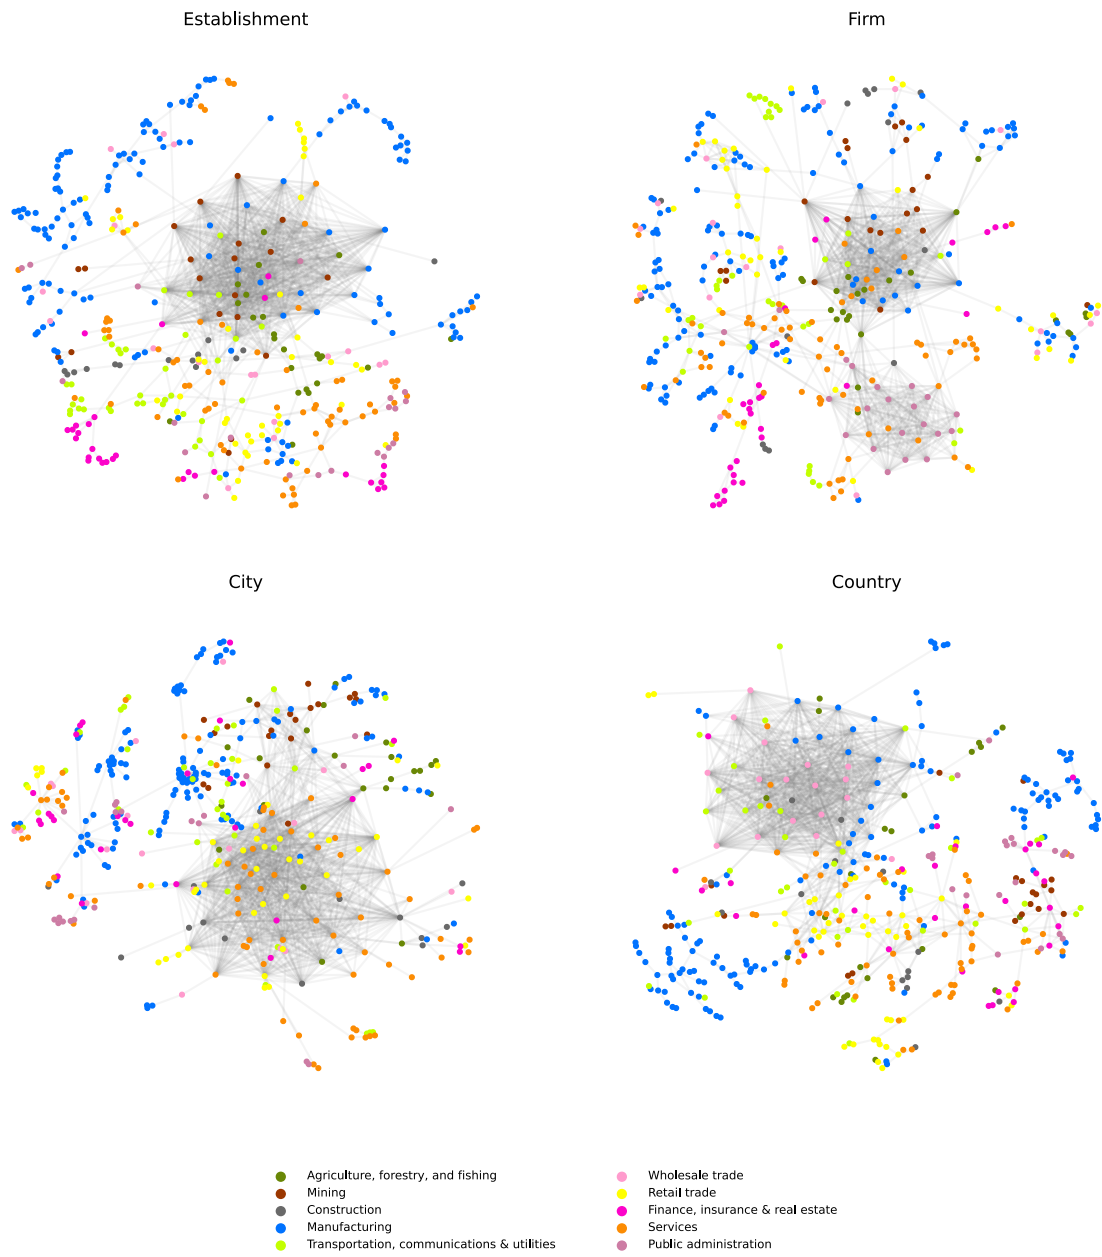 Establishment
Firm
City
Country
Agriculture, forestry, and fishing
Mining
Construction
Manufacturing
Transportation, communications & utilities
Wholesale trade
Retail trade
Finance, insurance & real estate
Services
Public administration